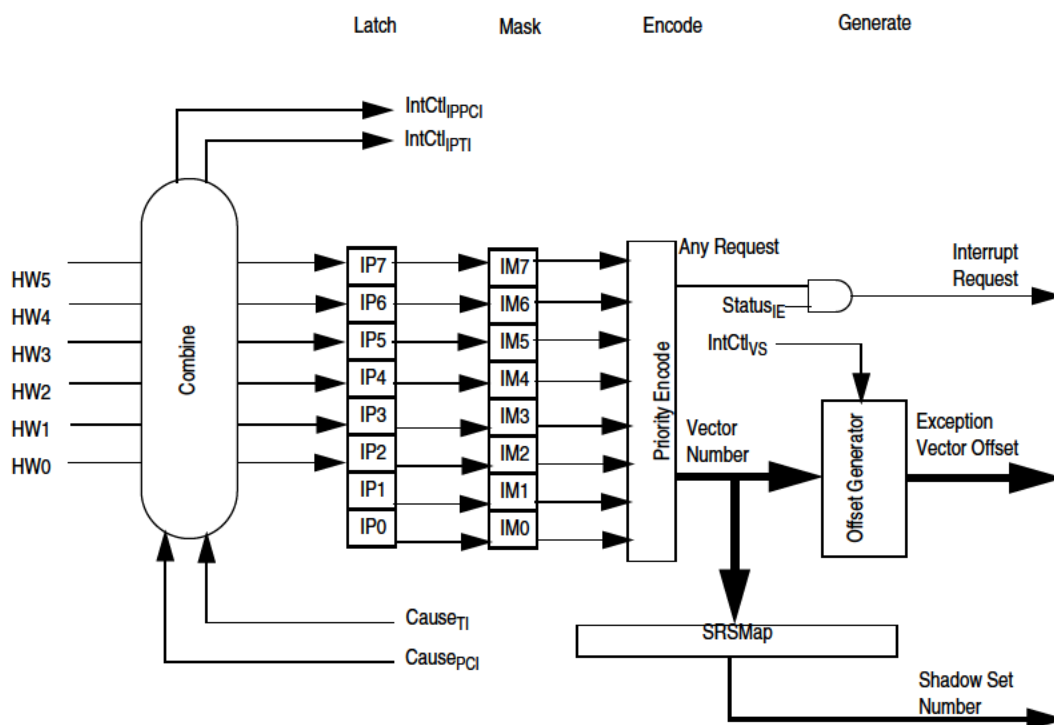 Latch Mask Encode Generate
IntCtlIPPCI
IntCtlIPTI
HW5
HW4
HW3
HW2
HW1
HW0
Combine
IP7
IP6
IP5
IP4
IP3
IP2
IP1
IP0
IM7
IM6
IM5
IM4
IM3
IM2
IM1
IM0
Priority Encode
Any Request
StatusIE
IntCtlVS
Interrupt
Request
Vector
Number
Offset Generator
Exception
Vector Offset
CauseTI
CausePCI
SRSMap
Shadow Set
Number